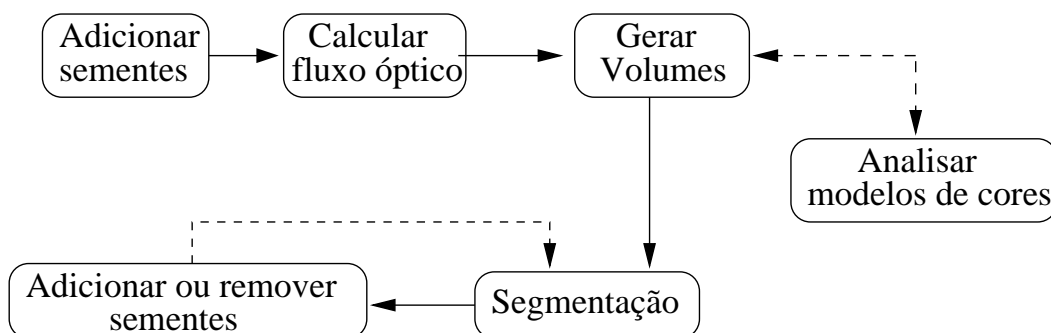 Adicionar
sementes
Calcular
fluxo óptico
Gerar
Volumes
Analisar
modelos de cores
Adicionar ou remover
sementes
Segmentação